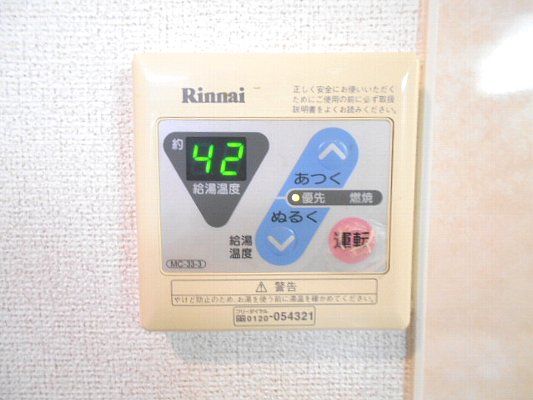 Rinnai
正しく安全にお使いいただく
ためにご使用の前に必ず取扱
説明書をよくお読みください。
約
42
給湯温度
あつく
優先 燃焼
ぬるく
給湯
温度
運転
MC-33-3
警告
やけど防止のため、お湯を使う前に湯温を確かめてください。
フリーダイヤル
0120-054321